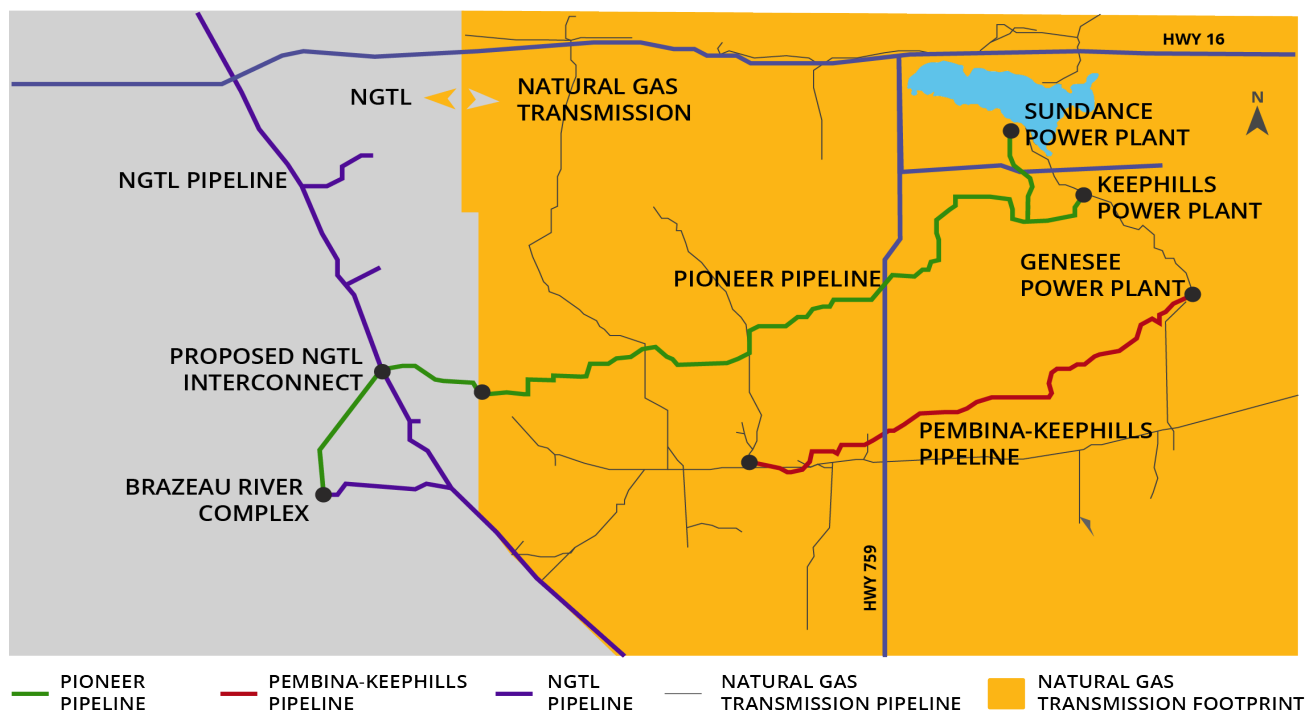 HWY 16
NGTL
NATURAL GAS
TRANSMISSION
N
SUNDANCE
POWER PLANT
NGTL PIPELINE
KEEPHILLS
POWER PLANT
PIONEER PIPELINE
GENESEE
POWER PLANT
PROPOSED NGTL
INTERCONNECT
PEMBINA-KEEPHILLS
PIPELINE
BRAZEAU RIVER
COMPLEX
HWY 759
PIONEER
PIPELINE
PEMBINA-KEEPHILLS
PIPELINE
NGTL
PIPELINE
NATURAL GAS
TRANSMISSION PIPELINE
NATURAL GAS
TRANSMISSION FOOTPRINT